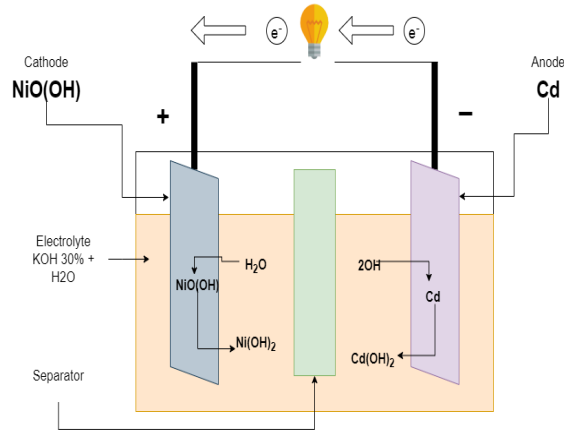 e⁻
e⁻
Cathode
NiO(OH)
Anode
Cd
+
−
Electrolyte
KOH 30% +
H2O
H₂O
NiO(OH)
Ni(OH)₂
2OH
Cd
Cd(OH)₂
Separator